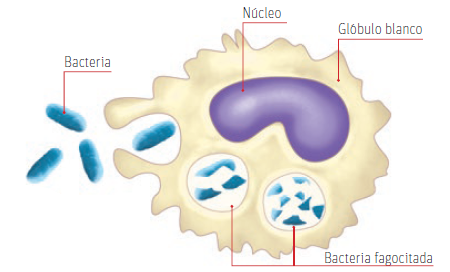 Núcleo
Glóbulo blanco
Bacteria
Bacteria fagocitada